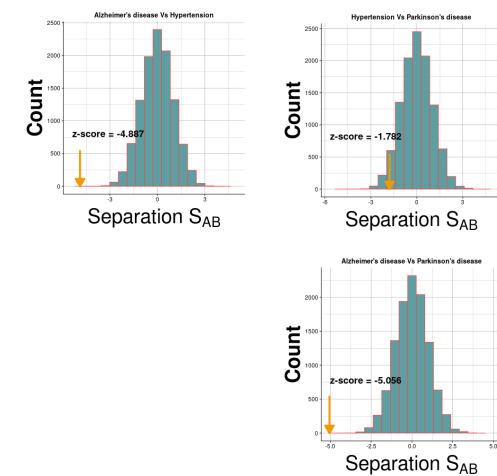 Alzheimer's disease Vs Hypertension
2500
2000
1500
1000
500
0
Count
z-score = -4.887
-3
0
3
Separation SAB
Hypertension Vs Parkinson's disease
2500
2000
1500
1000
500
0
Count
z-score = -1.782
-6
-3
0
3
Separation SAB
Alzheimer's disease Vs Parkinson's disease
2500
2000
1500
1000
500
0
Count
z-score = -5.056
-5.0
-2.5
0.0
2.5
5.0
Separation SAB